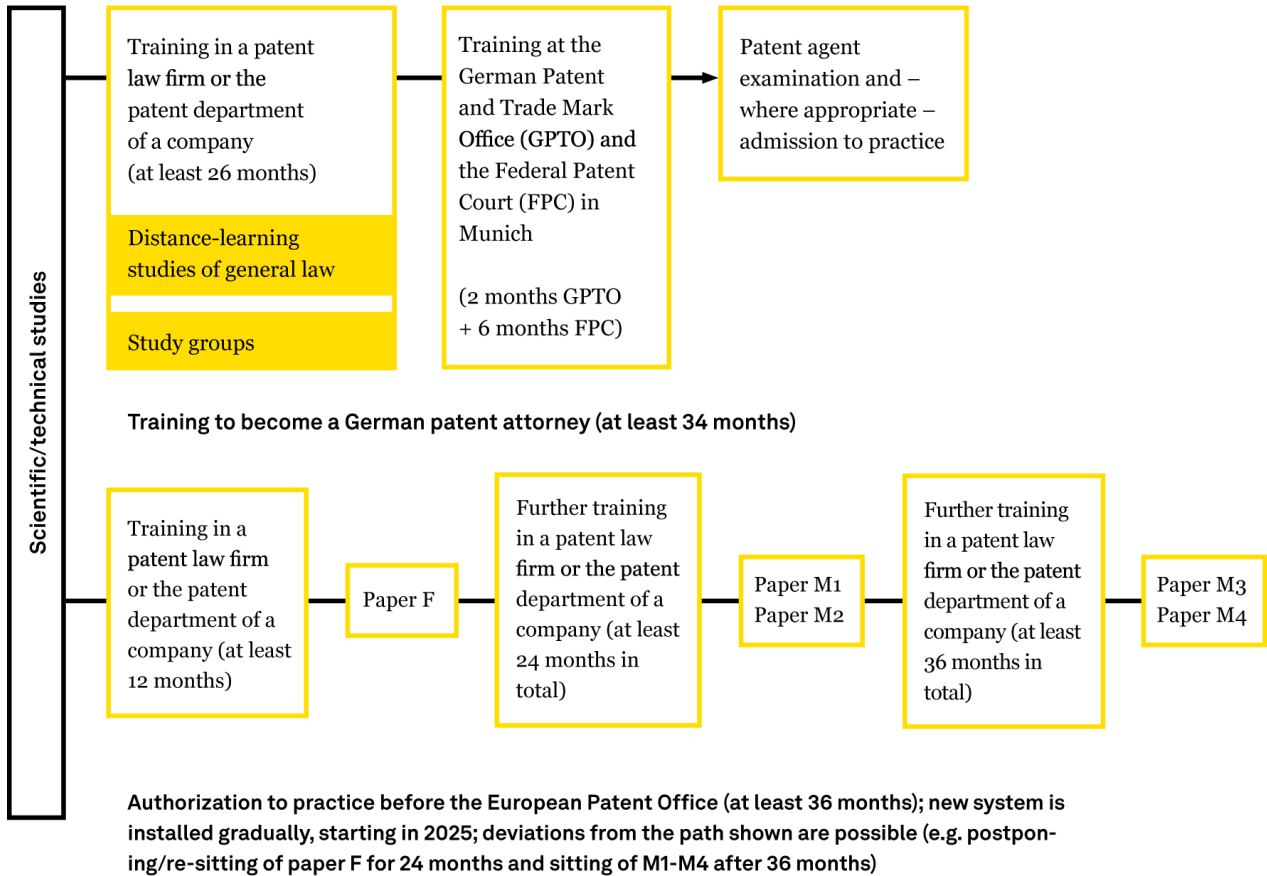 Scientific/technical studies
Training in a patent
law firm or the
patent department
of a company
(at least 26 months)
Distance-learning
studies of general law
Study groups
Training at the
German Patent
and Trade Mark
Office (GPTO) and
the Federal Patent
Court (FPC) in
Munich
(2 months GPTO
+ 6 months FPC)
Patent agent
examination and –
where appropriate –
admission to practice
Training to become a German patent attorney (at least 34 months)
Training in a
patent law firm
or the patent
department of a
company (at least
12 months)
Paper F
Further training
in a patent law
firm or the patent
department of a
company (at least
24 months in
total)
Paper M1
Paper M2
Further training
in a patent law
firm or the patent
department of a
company (at least
36 months in
total)
Paper M3
Paper M4
Authorization to practice before the European Patent Office (at least 36 months); new system is
installed gradually, starting in 2025; deviations from the path shown are possible (e.g. postpon-
ing/re-sitting of paper F for 24 months and sitting of M1-M4 after 36 months)